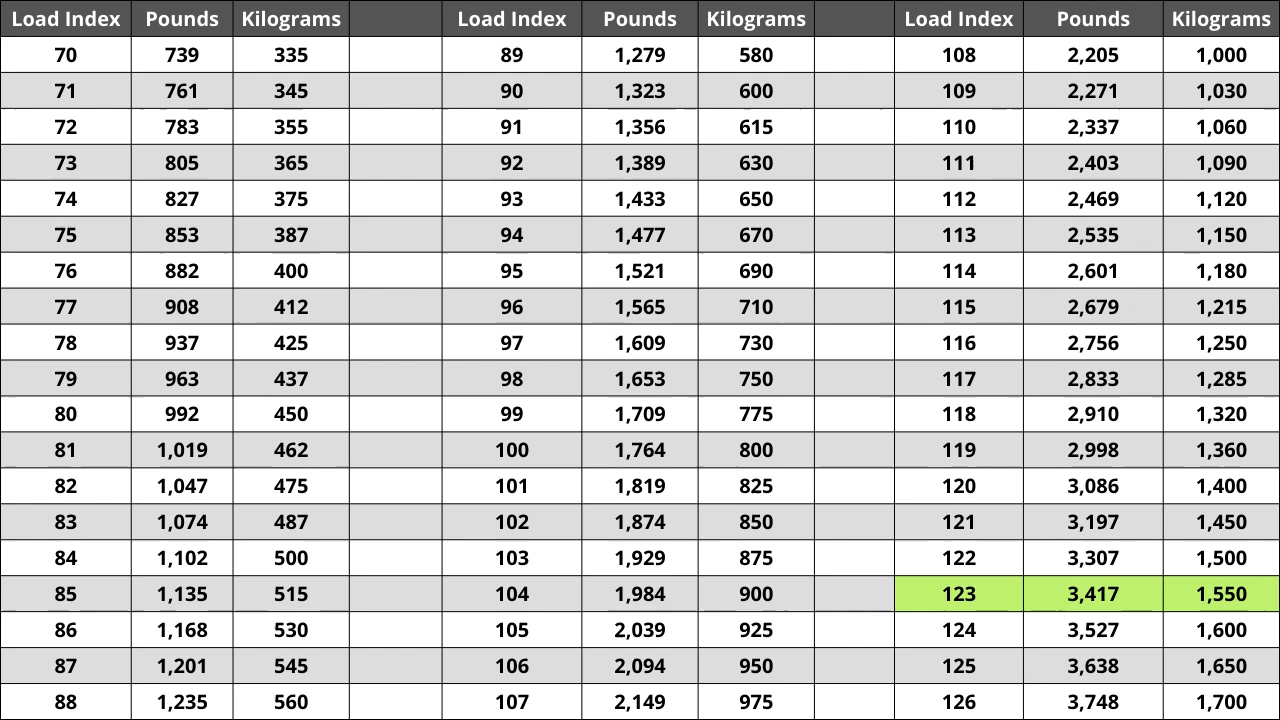 Load Index Pounds Kilograms Load Index Pounds Kilograms Load Index Pounds Kilograms
70 739 335 89 1,279 580 108 2,205 1,000
71 761 345 90 1,323 600 109 2,271 1,030
72 783 355 91 1,356 615 110 2,337 1,060
73 805 365 92 1,389 630 111 2,403 1,090
74 827 375 93 1,433 650 112 2,469 1,120
75 853 387 94 1,477 670 113 2,535 1,150
76 882 400 95 1,521 690 114 2,601 1,180
77 908 412 96 1,565 710 115 2,679 1,215
78 937 425 97 1,609 730 116 2,756 1,250
79 963 437 98 1,653 750 117 2,833 1,285
80 992 450 99 1,709 775 118 2,910 1,320
81 1,019 462 100 1,764 800 119 2,998 1,360
82 1,047 475 101 1,819 825 120 3,086 1,400
83 1,074 487 102 1,874 850 121 3,197 1,450
84 1,102 500 103 1,929 875 122 3,307 1,500
85 1,135 515 104 1,984 900 123 3,417 1,550
86 1,168 530 105 2,039 925 124 3,527 1,600
87 1,201 545 106 2,094 950 125 3,638 1,650
88 1,235 560 107 2,149 975 126 3,748 1,700